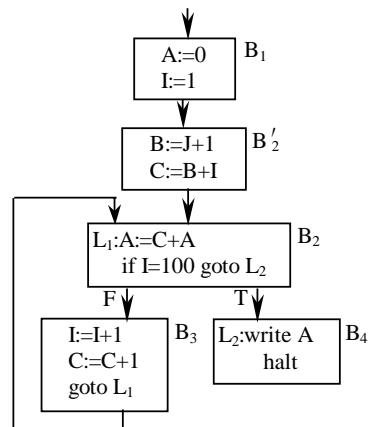 A:=0
I:=1
B₁
B:=J+1
C:=B+I
B₂′
L₁:A:=C+A
if I=100 goto L₂
B₂
F
T
I:=I+1
C:=C+1
goto L₁
B₃
L₂:write A
halt
B₄